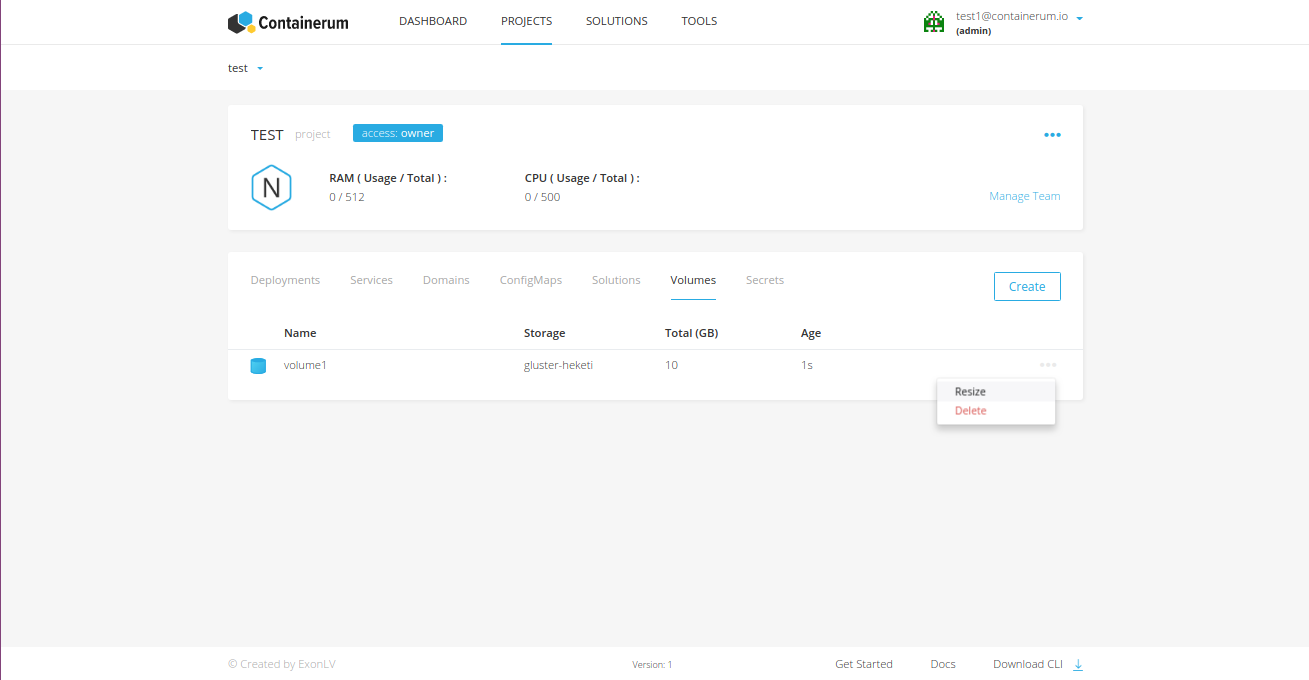 Containerum DASHBOARD PROJECTS SOLUTIONS TOOLS test1@containerum.io
(admin)
test
TEST project access: owner
N
RAM ( Usage / Total ) : CPU ( Usage / Total ) :
0 / 512 0 / 500
Manage Team
Deployments Services Domains ConfigMaps Solutions Volumes Secrets Create
Name Storage Total (GB) Age
volume1 gluster-heketi 10 1s
Resize
Delete
© Created by ExonLV Version: 1 Get Started Docs Download CLI